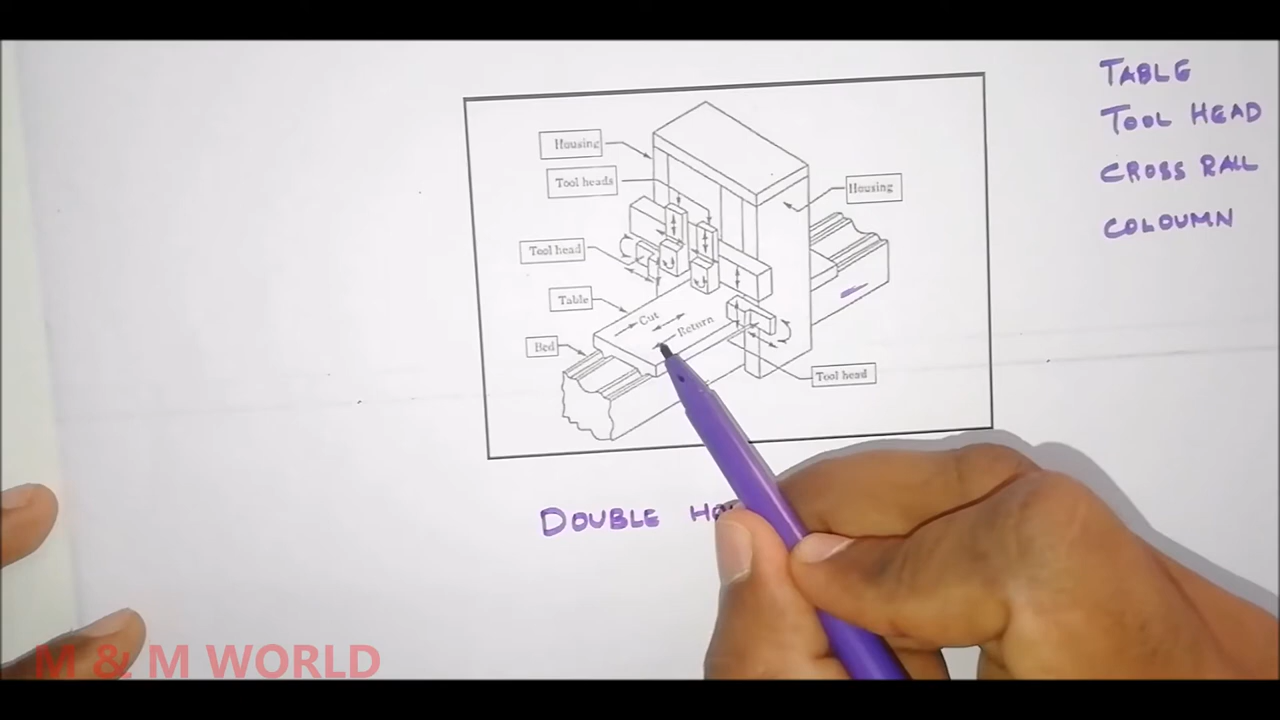 TABLE
TOOL HEAD
CROSS RAIL
COLOUMN
Housing
Tool heads
Housing
Tool head
Table
Cut
Return
Bed
Tool head
DOUBLE
M & M WORLD